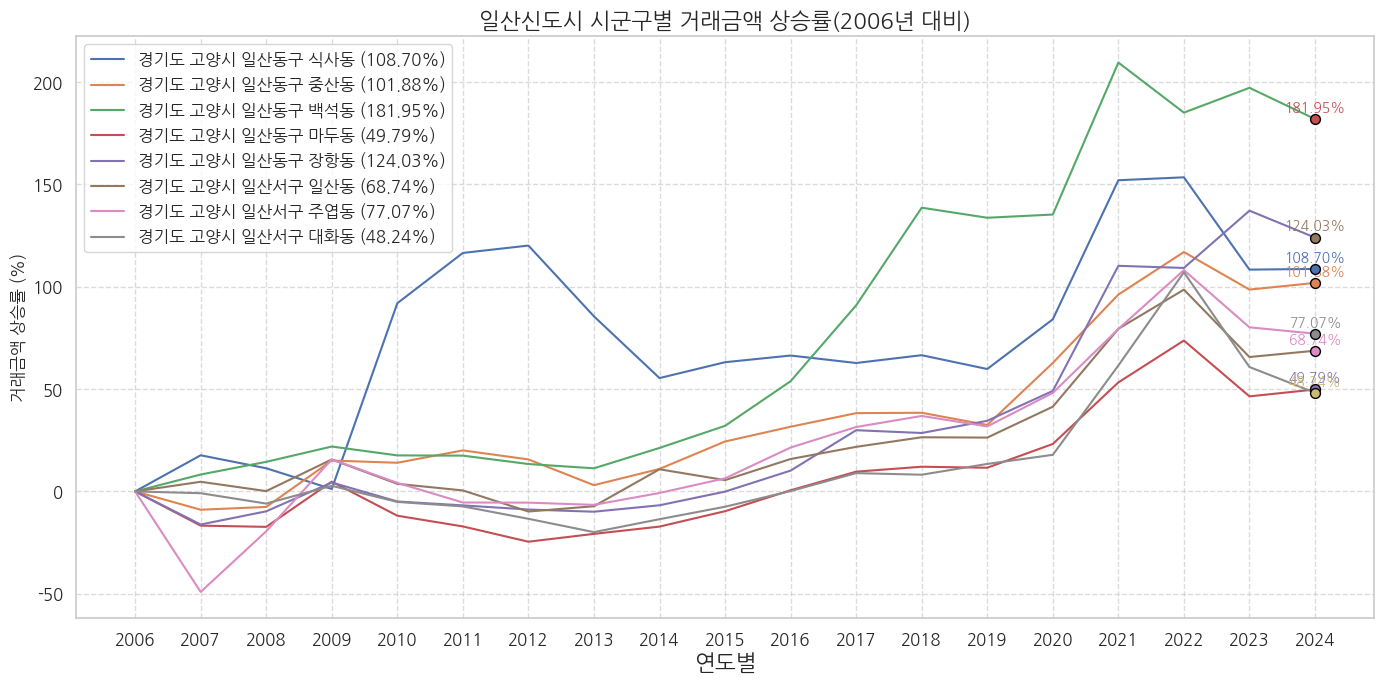 일산신도시 시군구별 거래금액 상승률(2006년 대비)
경기도 고양시 일산동구 식사동 (108.70%)
경기도 고양시 일산동구 중산동 (101.88%)
경기도 고양시 일산동구 백석동 (181.95%)
경기도 고양시 일산동구 마두동 (49.79%)
경기도 고양시 일산동구 장항동 (124.03%)
경기도 고양시 일산서구 일산동 (68.74%)
경기도 고양시 일산서구 주엽동 (77.07%)
경기도 고양시 일산서구 대화동 (48.24%)
거래금액 상승률 (%)
200
150
100
50
0
-50
181.95%
124.03%
108.70%
101.88%
77.07%
68.74%
49.79%
48.24%
2006 2007 2008 2009 2010 2011 2012 2013 2014 2015 2016 2017 2018 2019 2020 2021 2022 2023 2024
연도별